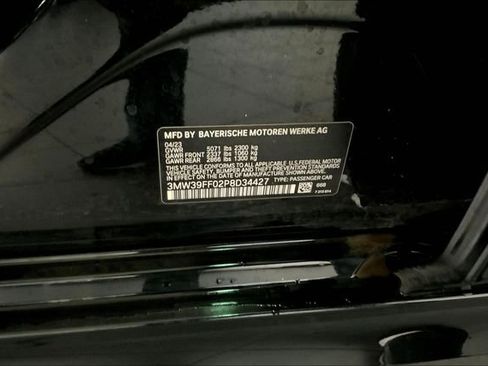 MFD BY BAYERISCHE MOTOREN WERKE AG
04/23
GVWR 5071 lbs 2300 kg
GAWR FRONT 2337 lbs 1060 kg
GAWR REAR 2866 lbs 1300 kg
THIS VEHICLE CONFORMS TO ALL APPLICABLE U.S. FEDERAL MOTOR
VEHICLE SAFETY, BUMPER, AND THEFT PREVENTION STANDARDS
IN EFFECT ON THE DATE OF MANUFACTURE SHOWN ABOVE.
3MW39FF02P8D34427 TYPE: PASSENGER CAR
668